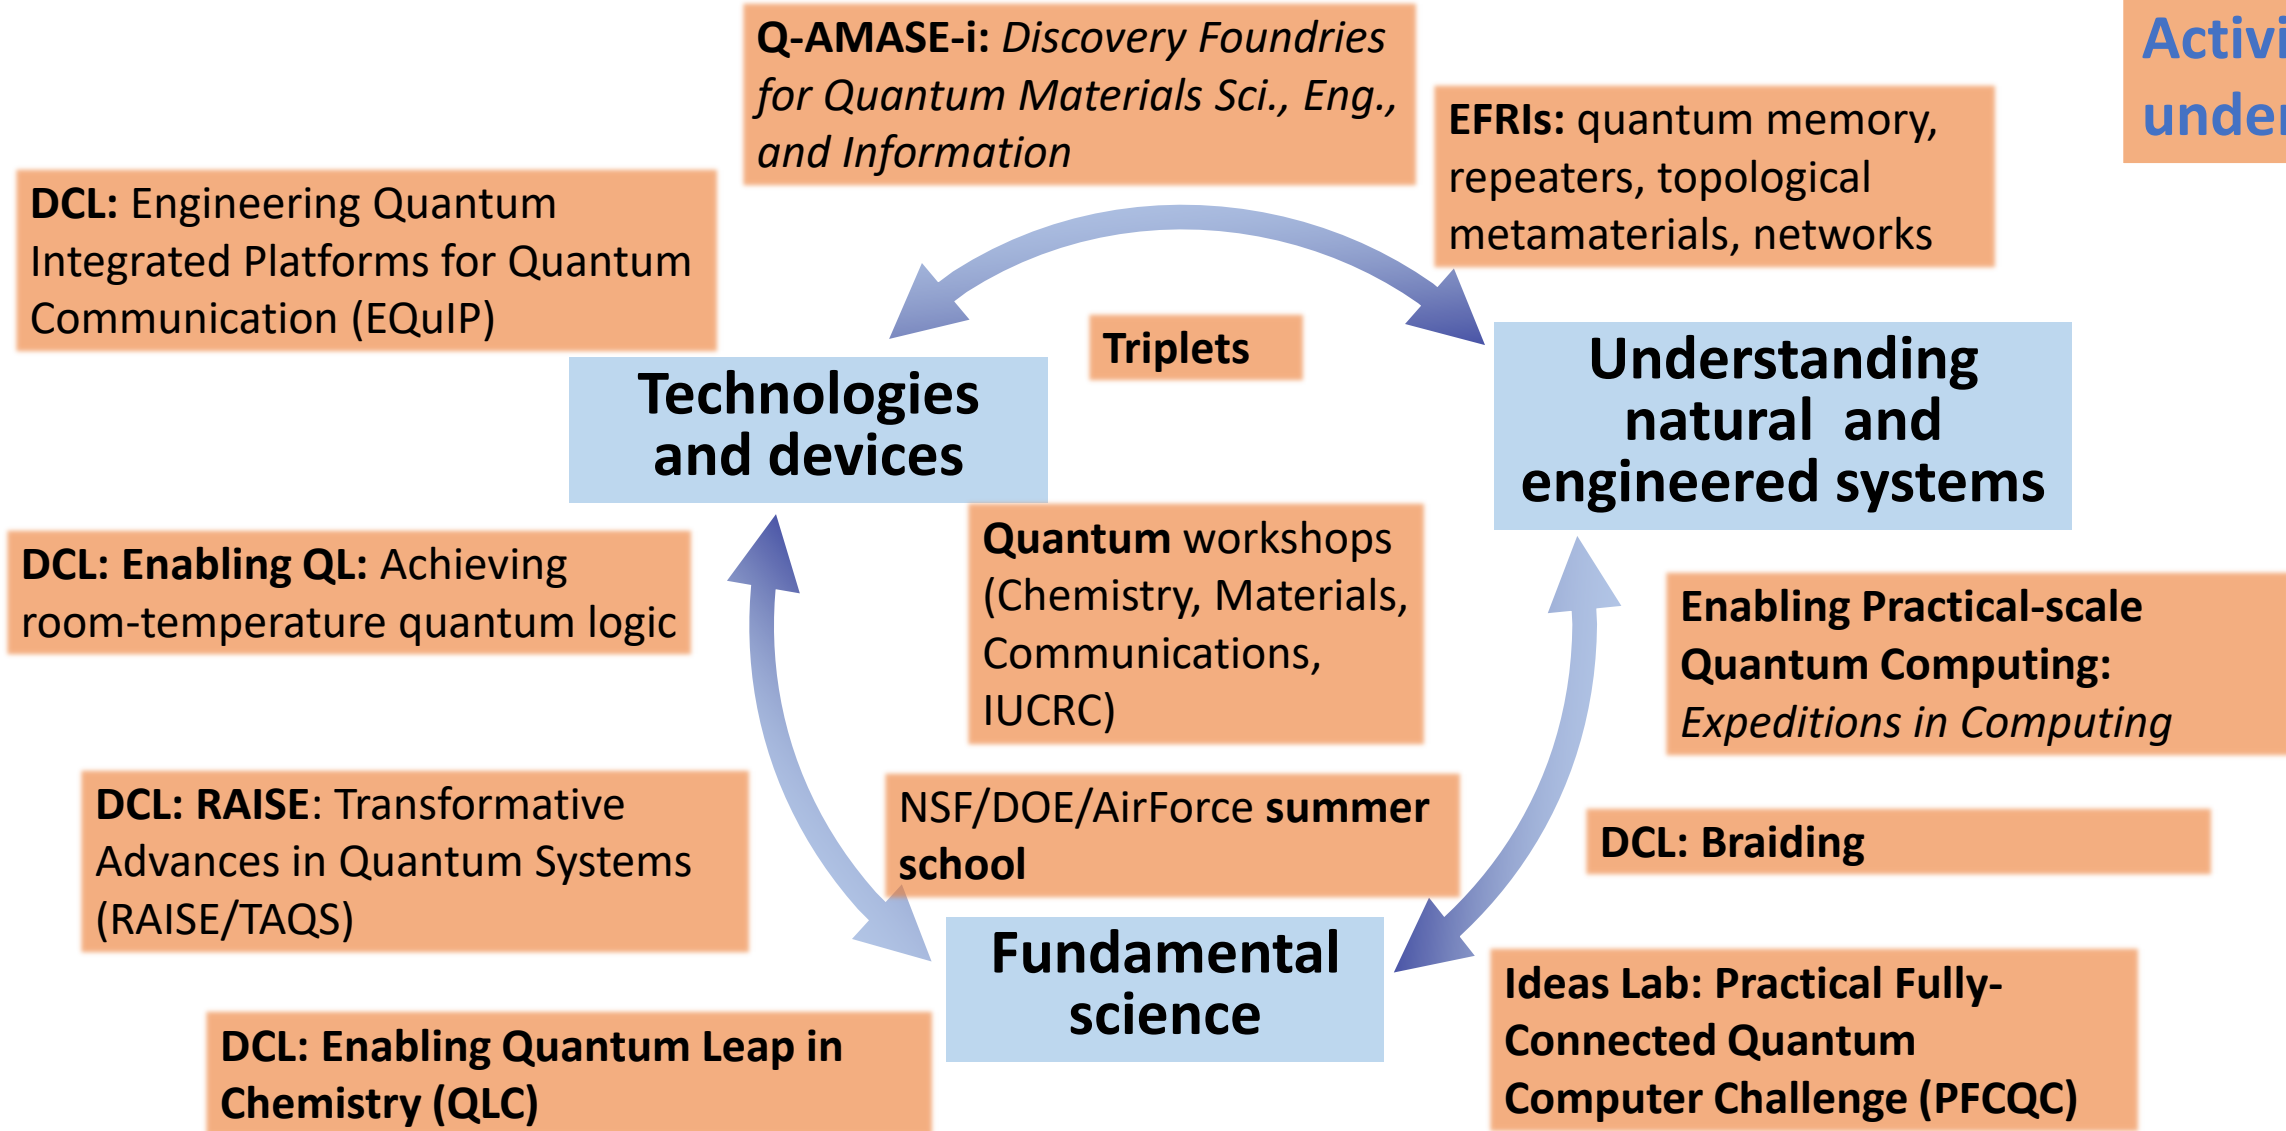 Q-AMASE-i: Discovery Foundries
for Quantum Materials Sci., Eng.,
and Information
EFRIs: quantum memory,
repeaters, topological
metamaterials, networks
DCL: Engineering Quantum
Integrated Platforms for Quantum
Communication (EQuIP)
Triplets
Technologies
and devices
Understanding
natural and
engineered systems
Quantum workshops
(Chemistry, Materials,
Communications,
IUCRC)
DCL: Enabling QL: Achieving
room-temperature quantum logic
Enabling Practical-scale
Quantum Computing:
Expeditions in Computing
DCL: RAISE: Transformative
Advances in Quantum Systems
(RAISE/TAQS)
NSF/DOE/AirForce summer
school
DCL: Braiding
Fundamental
science
Ideas Lab: Practical Fully-
Connected Quantum
Computer Challenge (PFCQC)
DCL: Enabling Quantum Leap in
Chemistry (QLC)